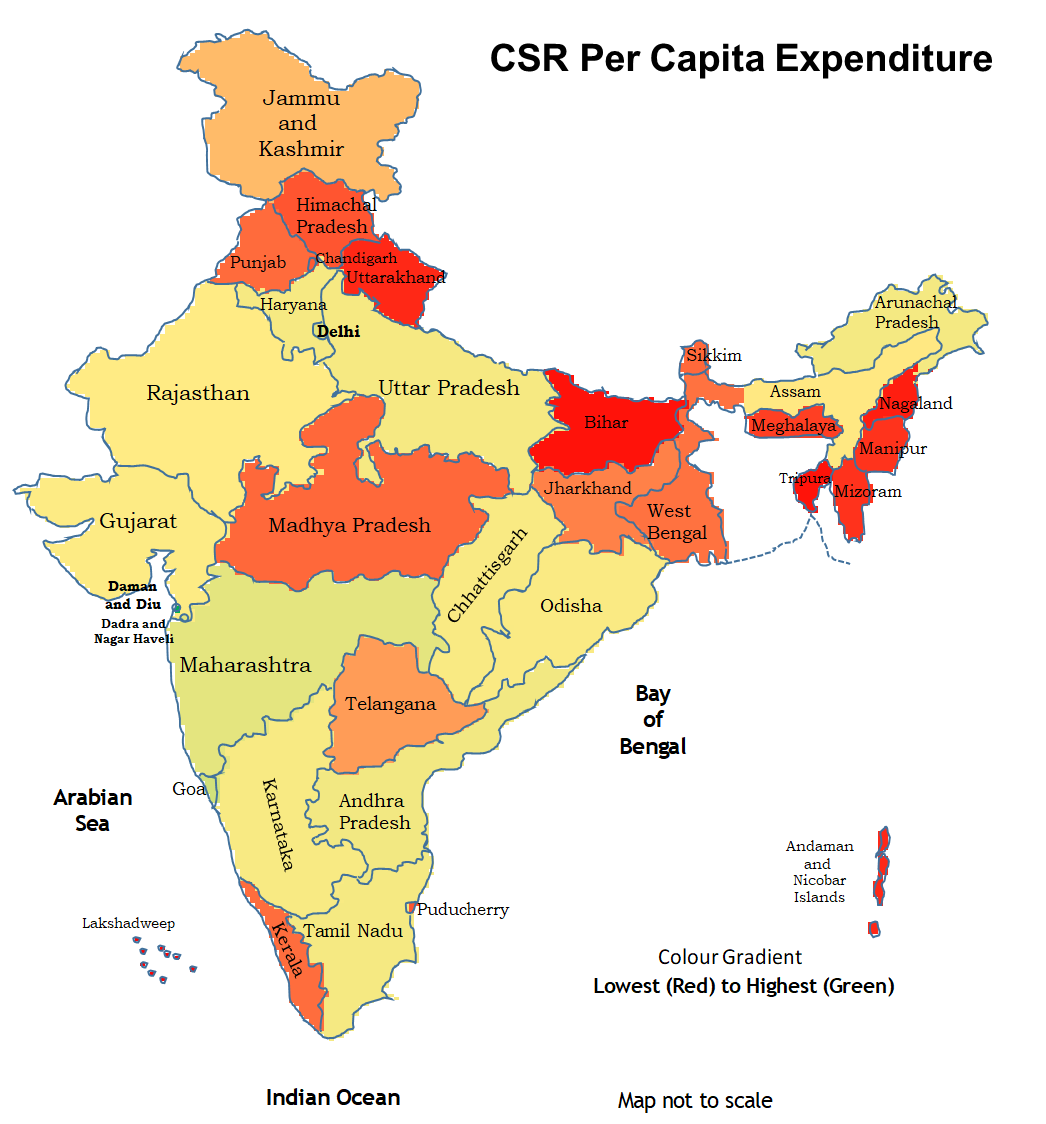 CSR Per Capita Expenditure
Jammu
and
Kashmir
Himachal
Pradesh
Punjab
Chandigarh
Uttarakhand
Haryana
Delhi
Rajasthan
Uttar Pradesh
Arunachal
Pradesh
Sikkim
Assam
Nagaland
Bihar
Meghalaya
Manipur
Tripura
Mizoram
Jharkhand
West
Bengal
Gujarat
Madhya Pradesh
Chhattisgarh
Odisha
Daman
and Diu
Dadra and
Nagar Haveli
Maharashtra
Telangana
Bay
of
Bengal
Goa
Arabian
Sea
Karnataka
Andhra
Pradesh
Andaman
and
Nicobar
Islands
Puducherry
Lakshadweep
Kerala
Tamil Nadu
Colour Gradient
Lowest (Red) to Highest (Green)
Indian Ocean
Map not to scale